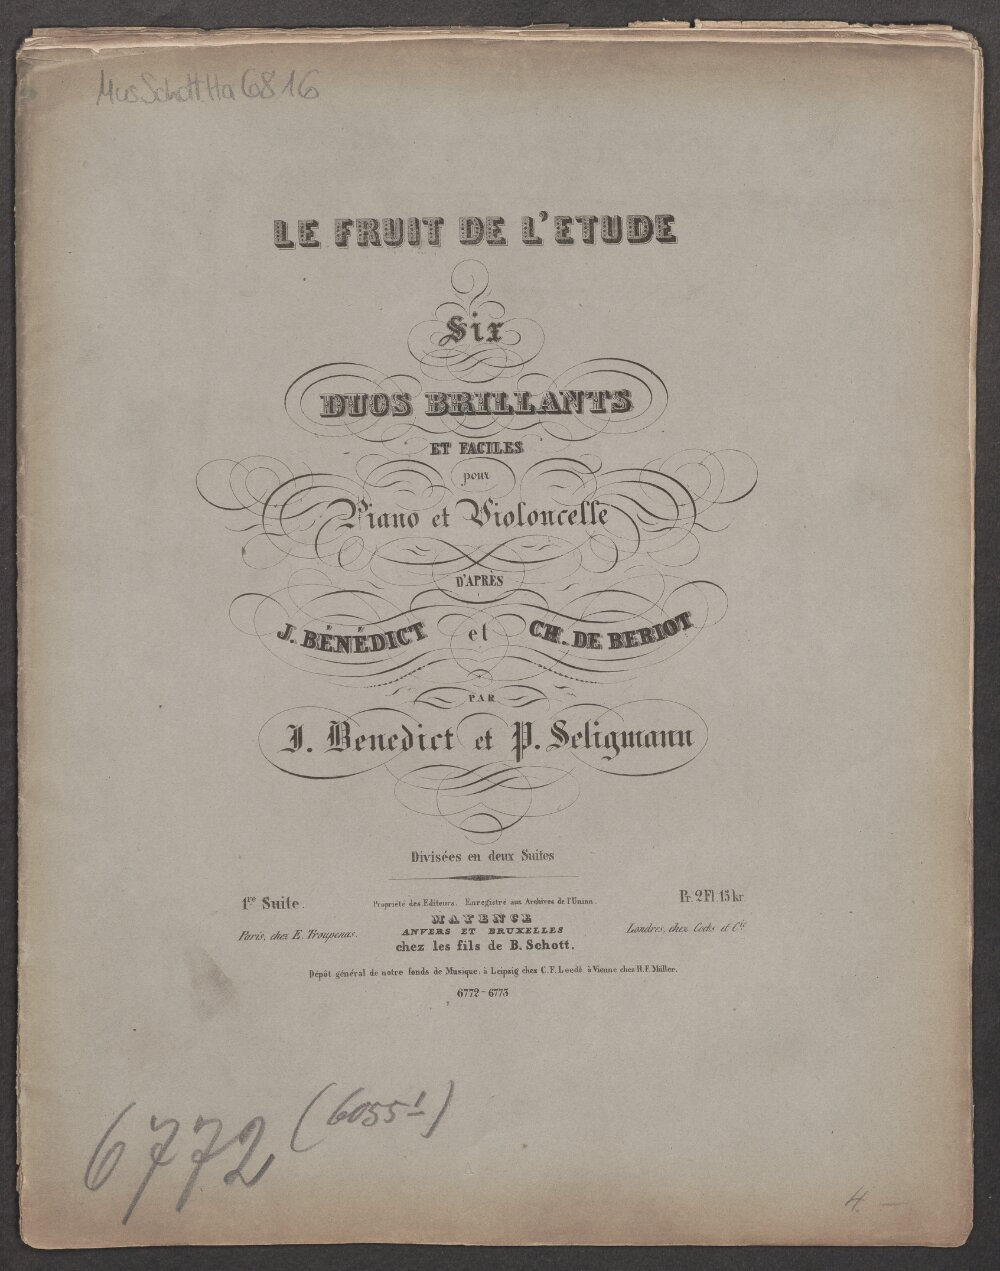 Mus.Schott Ha 6816
LE FRUIT DE L'ETUDE
Six
DUOS BRILLANTS
ET FACILES
pour
Piano et Violoncelle
D'APRÈS
J. BÉNÉDICT et CH. DE BERIOT
PAR
J. Benedict et P. Seligmann
Divisées en deux Suites
1re Suite. Propriété des Editeurs. Enregistré aux Archives de l'Union. Pr. 2 Fl. 15 kr.
MAYENCE
ANVERS ET BRUXELLES
Paris, chez E. Troupenas. chez les fils de B. Schott. Londres, chez Cocks et Cie
Dépôt général de notre fonds de Musique, à Leipzig chez C. F. Leede à Vienne chez H. F. Müller.
6772–6773
6772 (6055 1)
4. —